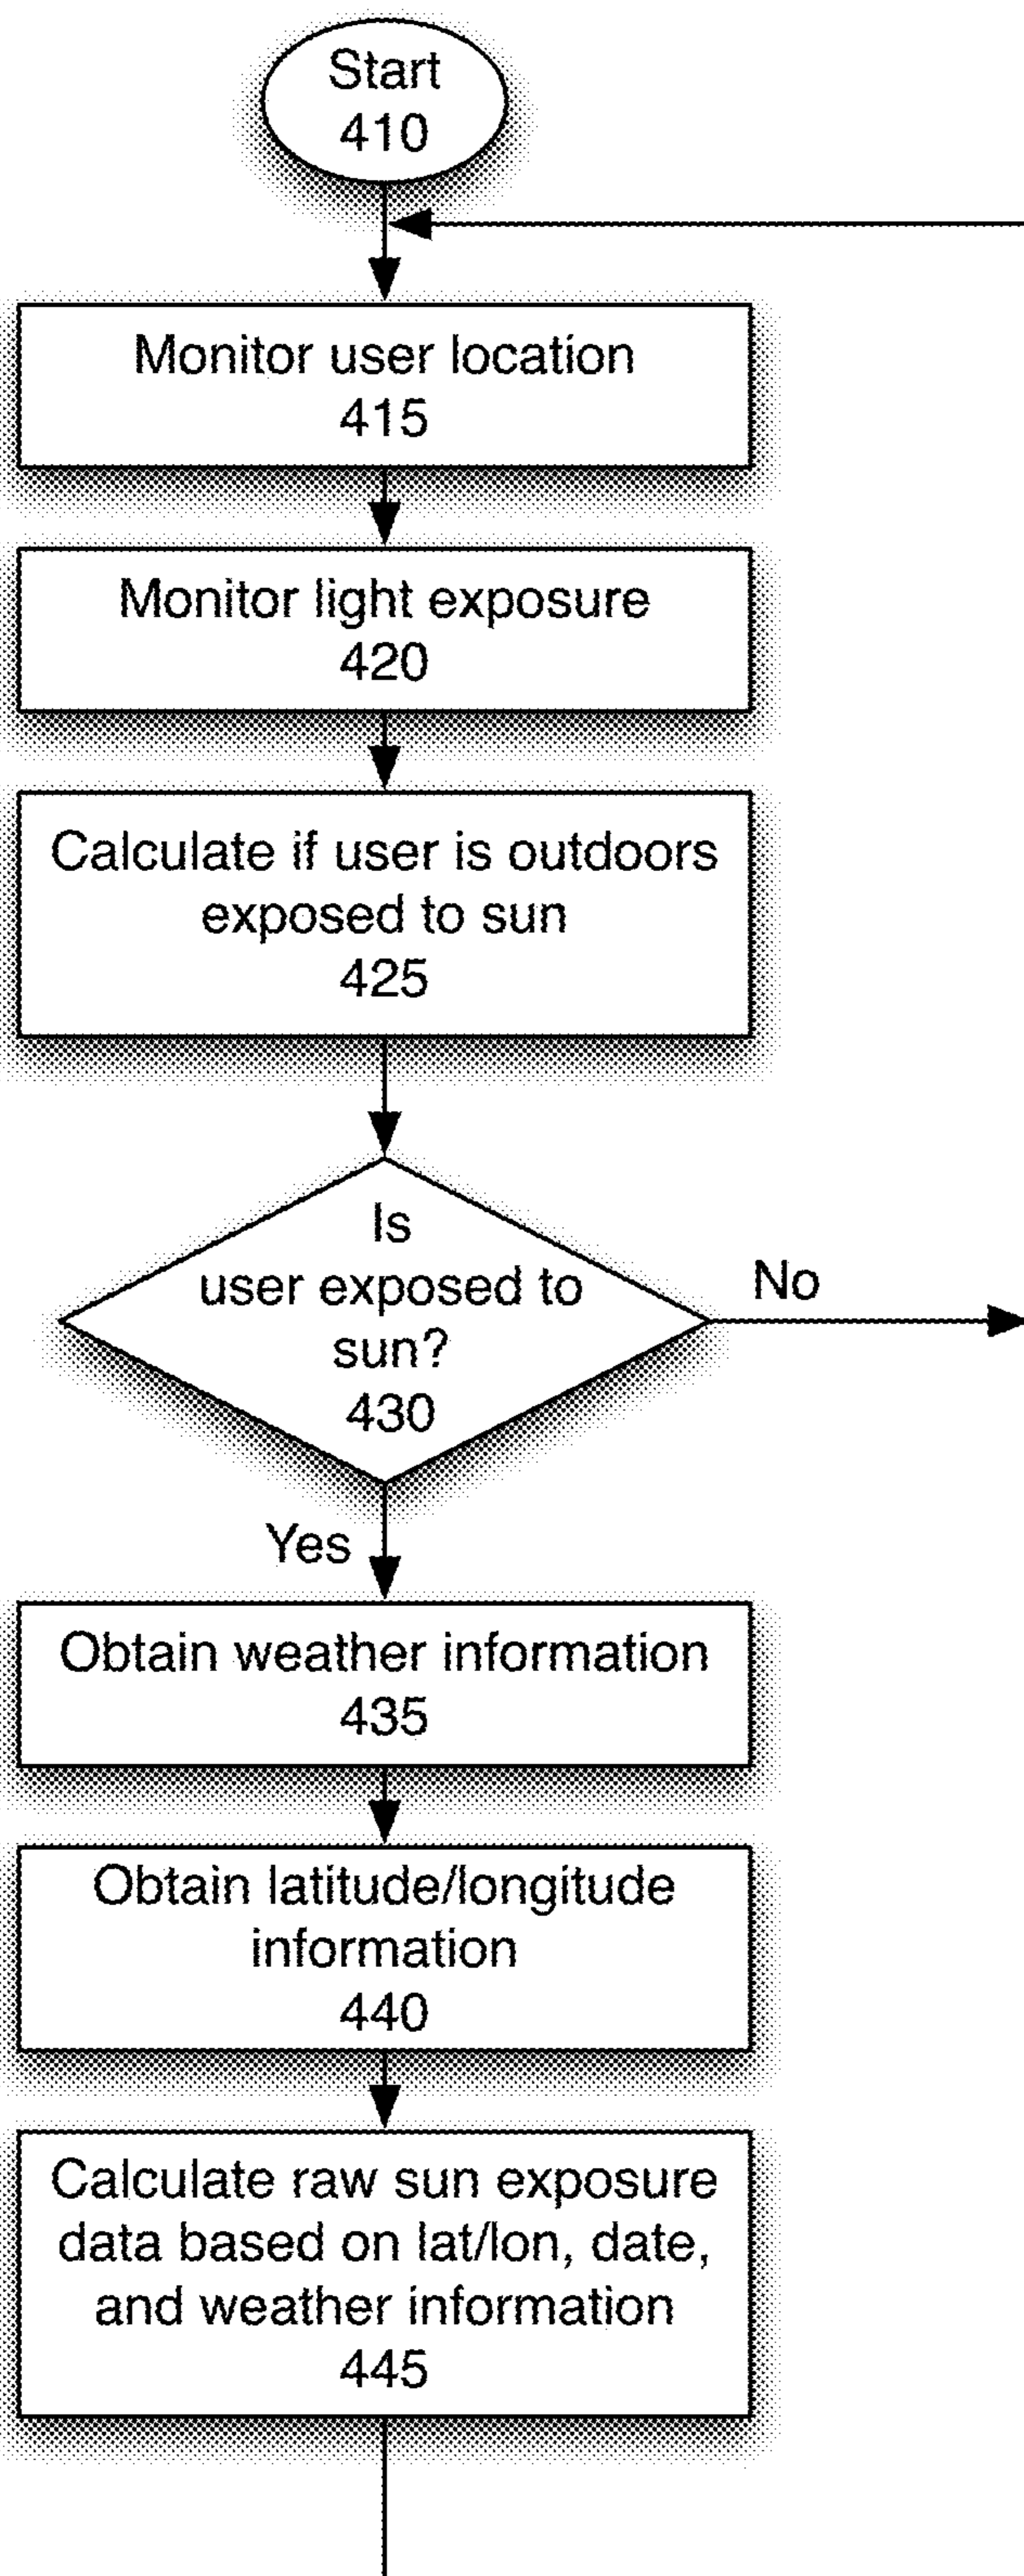 Start
410
Monitor user location
415
Monitor light exposure
420
Calculate if user is outdoors
exposed to sun
425
Is
user exposed to
sun?
430
No
Yes
Obtain weather information
435
Obtain latitude/longitude
information
440
Calculate raw sun exposure
data based on lat/lon, date,
and weather information
445